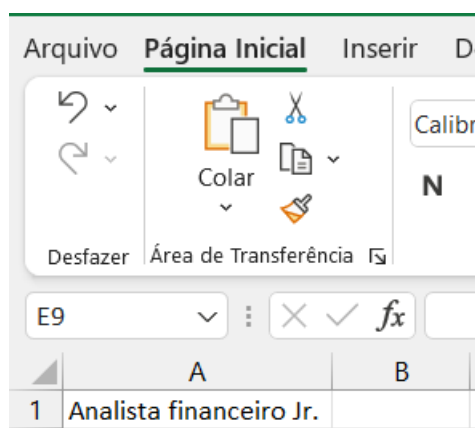 Arquivo Página Inicial Inserir
Colar
Calibr
N
Desfazer Área de Transferência
E9 fx
A B
1 Analista financeiro Jr.